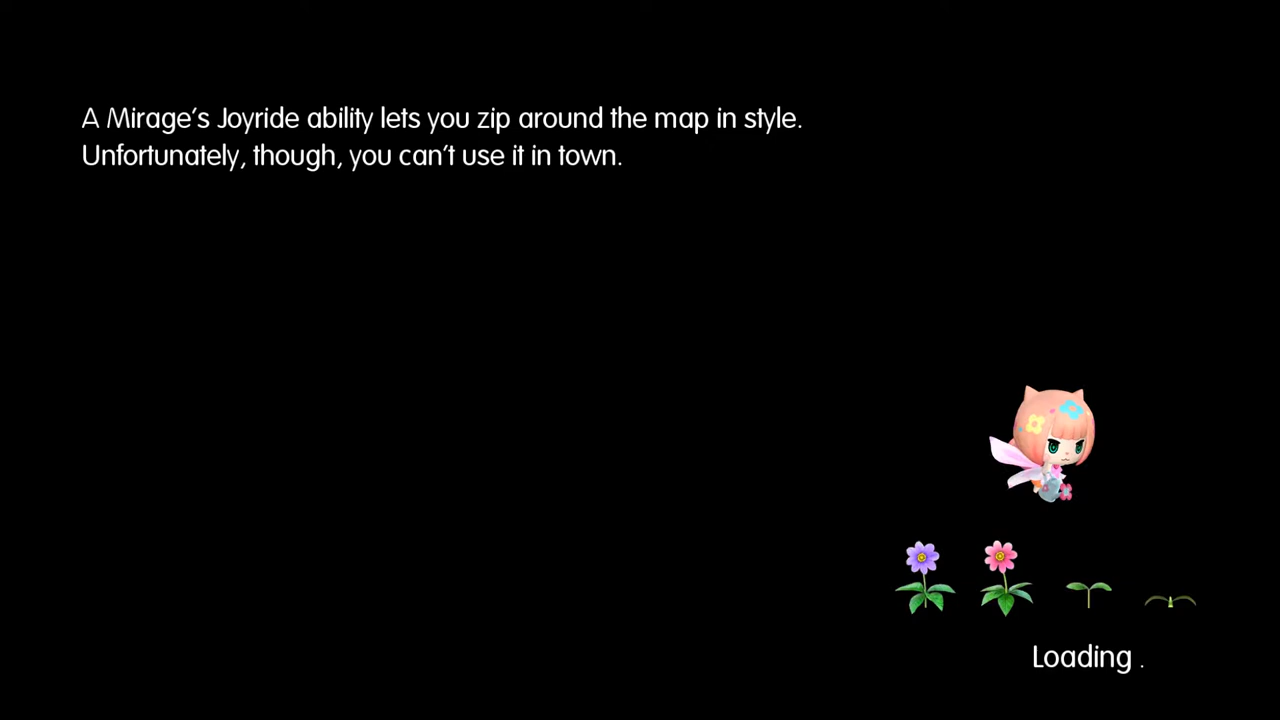 A Mirage's Joyride ability lets you zip around the map in style.
Unfortunately, though, you can't use it in town.
Loading .